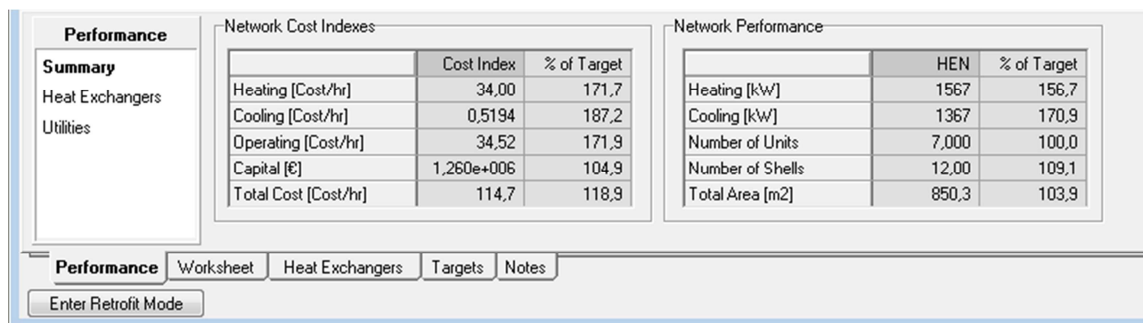 Performance
Summary
Heat Exchangers
Utilities
Network Cost Indexes
Cost Index % of Target
Heating [Cost/hr] 34,00 171,7
Cooling [Cost/hr] 0,5194 187,2
Operating [Cost/hr] 34,52 171,9
Capital [€] 1,260e+006 104,9
Total Cost [Cost/hr] 114,7 118,9
Network Performance
HEN % of Target
Heating [kW] 1567 156,7
Cooling [kW] 1367 170,9
Number of Units 7,000 100,0
Number of Shells 12,00 109,1
Total Area [m2] 850,3 103,9
Performance Worksheet Heat Exchangers Targets Notes
Enter Retrofit Mode